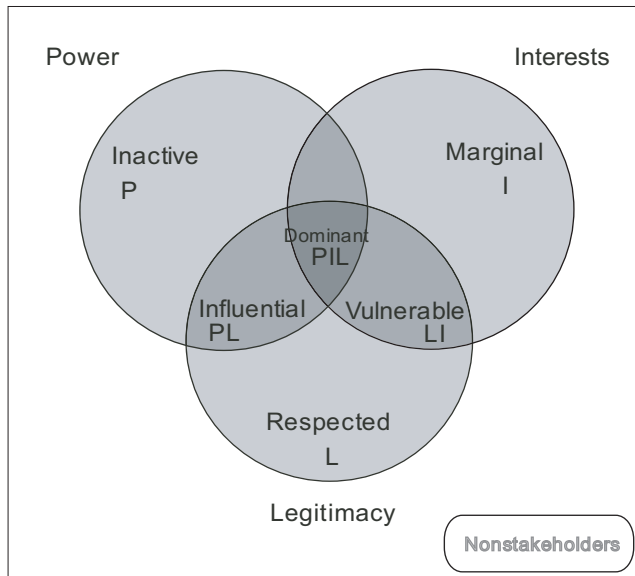 Power
Interests
Inactive
P
Marginal
I
Dominant
PIL
Influential
PL
Vulnerable
LI
Respected
L
Legitimacy
Nonstakeholders